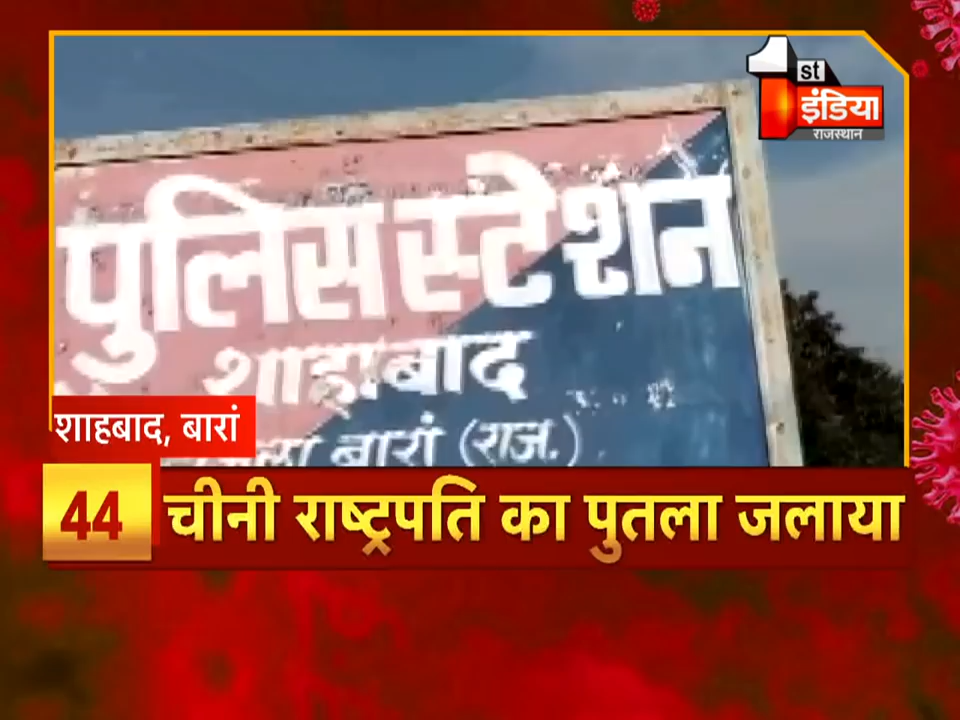 1st
इंडिया
राजस्थान
पुलिस स्टेशन
शाहाबाद
बारां (राज.)
शाहबाद, बारां
44 चीनी राष्ट्रपति का पुतला जलाया